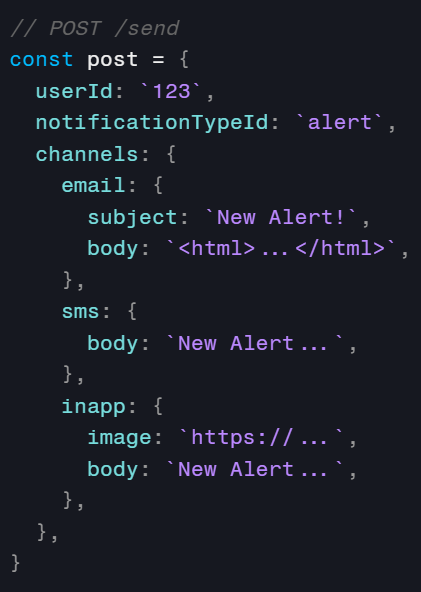 // POST /send
const post = {
  userId: `123`,
  notificationTypeId: `alert`,
  channels: {
    email: {
      subject: `New Alert!`,
      body: `<html>...</html>`,
    },
    sms: {
      body: `New Alert...`,
    },
    inapp: {
      image: `https://...`,
      body: `New Alert...`,
    },
  },
}